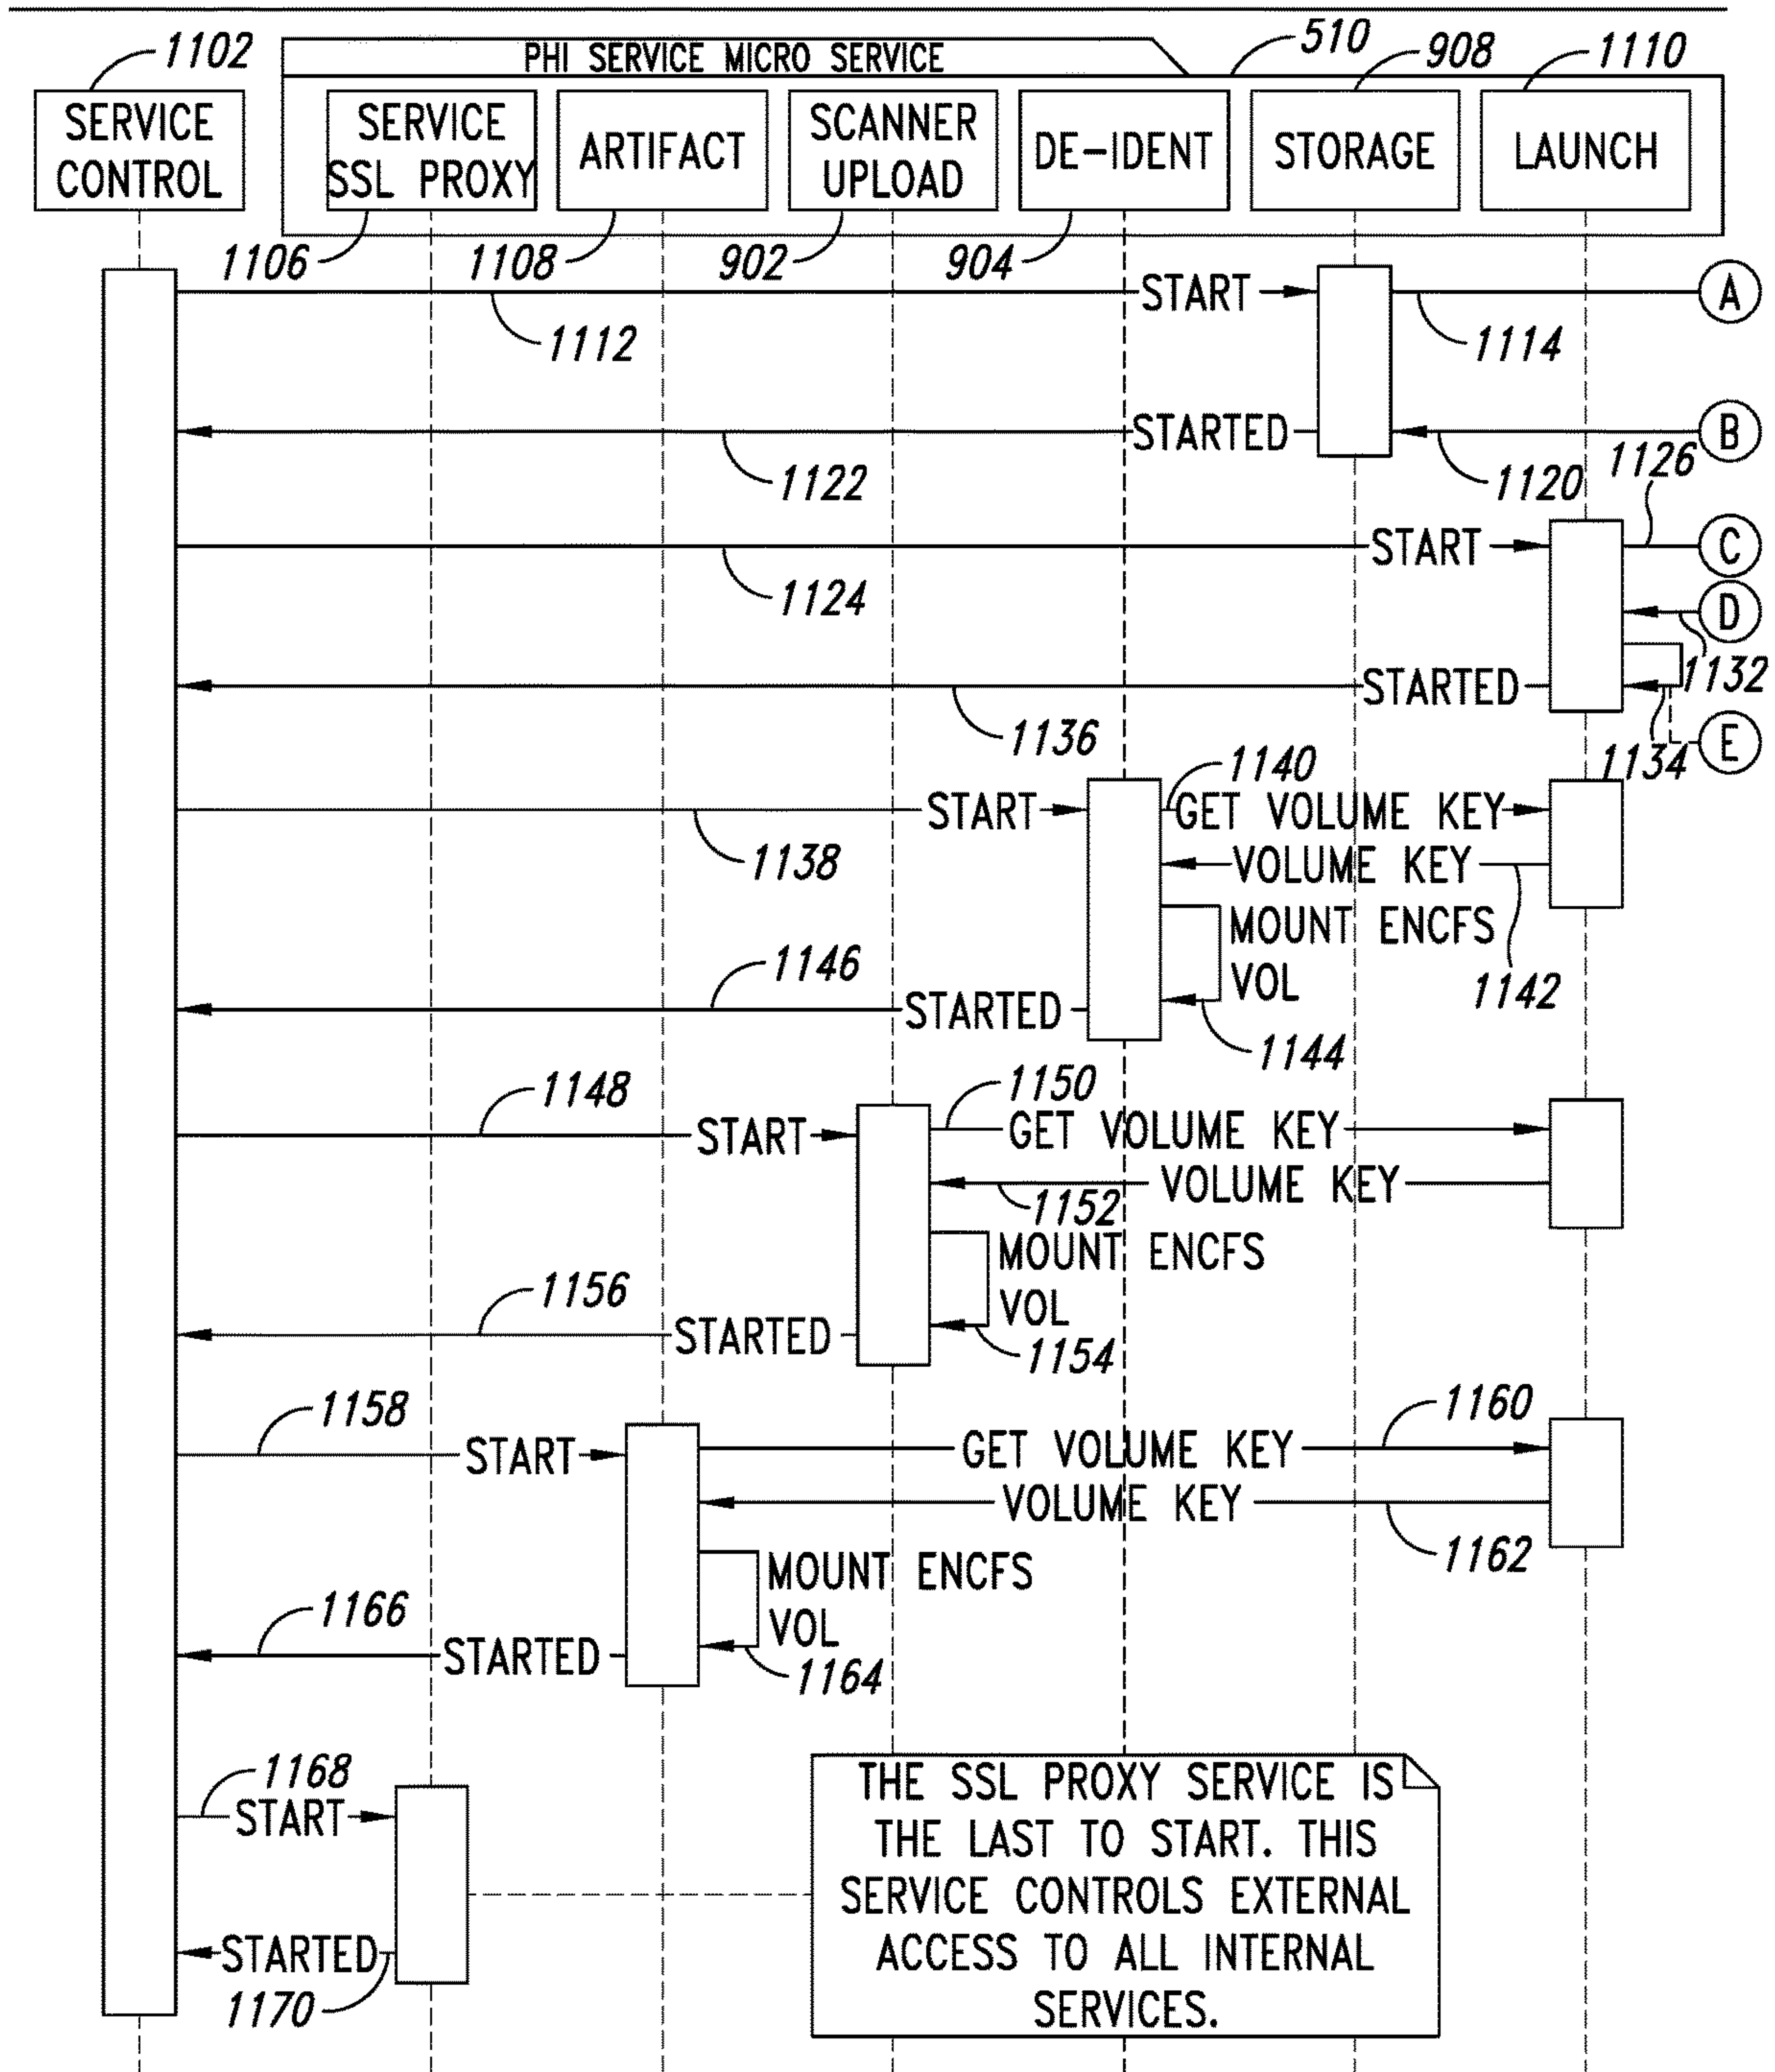 1102
PHI SERVICE MICRO SERVICE
510
908
1110
SERVICE
CONTROL
SERVICE
SSL PROXY
ARTIFACT
SCANNER
UPLOAD
DE-IDENT
STORAGE
LAUNCH
1106
1108
902
904
START
A
1112
1114
STARTED
B
1122
1120
1126
START
C
1124
D
1132
STARTED
1136
1134
E
1140
START
GET VOLUME KEY
1138
VOLUME KEY
MOUNT ENCFS
VOL
1146
1142
STARTED
1144
1148
1150
START
GET VOLUME KEY
VOLUME KEY
1152
MOUNT ENCFS
VOL
1156
STARTED
1154
1158
1160
START
GET VOLUME KEY
VOLUME KEY
1162
MOUNT ENCFS
VOL
1166
STARTED
1164
1168
START
THE SSL PROXY SERVICE IS
THE LAST TO START. THIS
SERVICE CONTROLS EXTERNAL
ACCESS TO ALL INTERNAL
SERVICES.
STARTED
1170